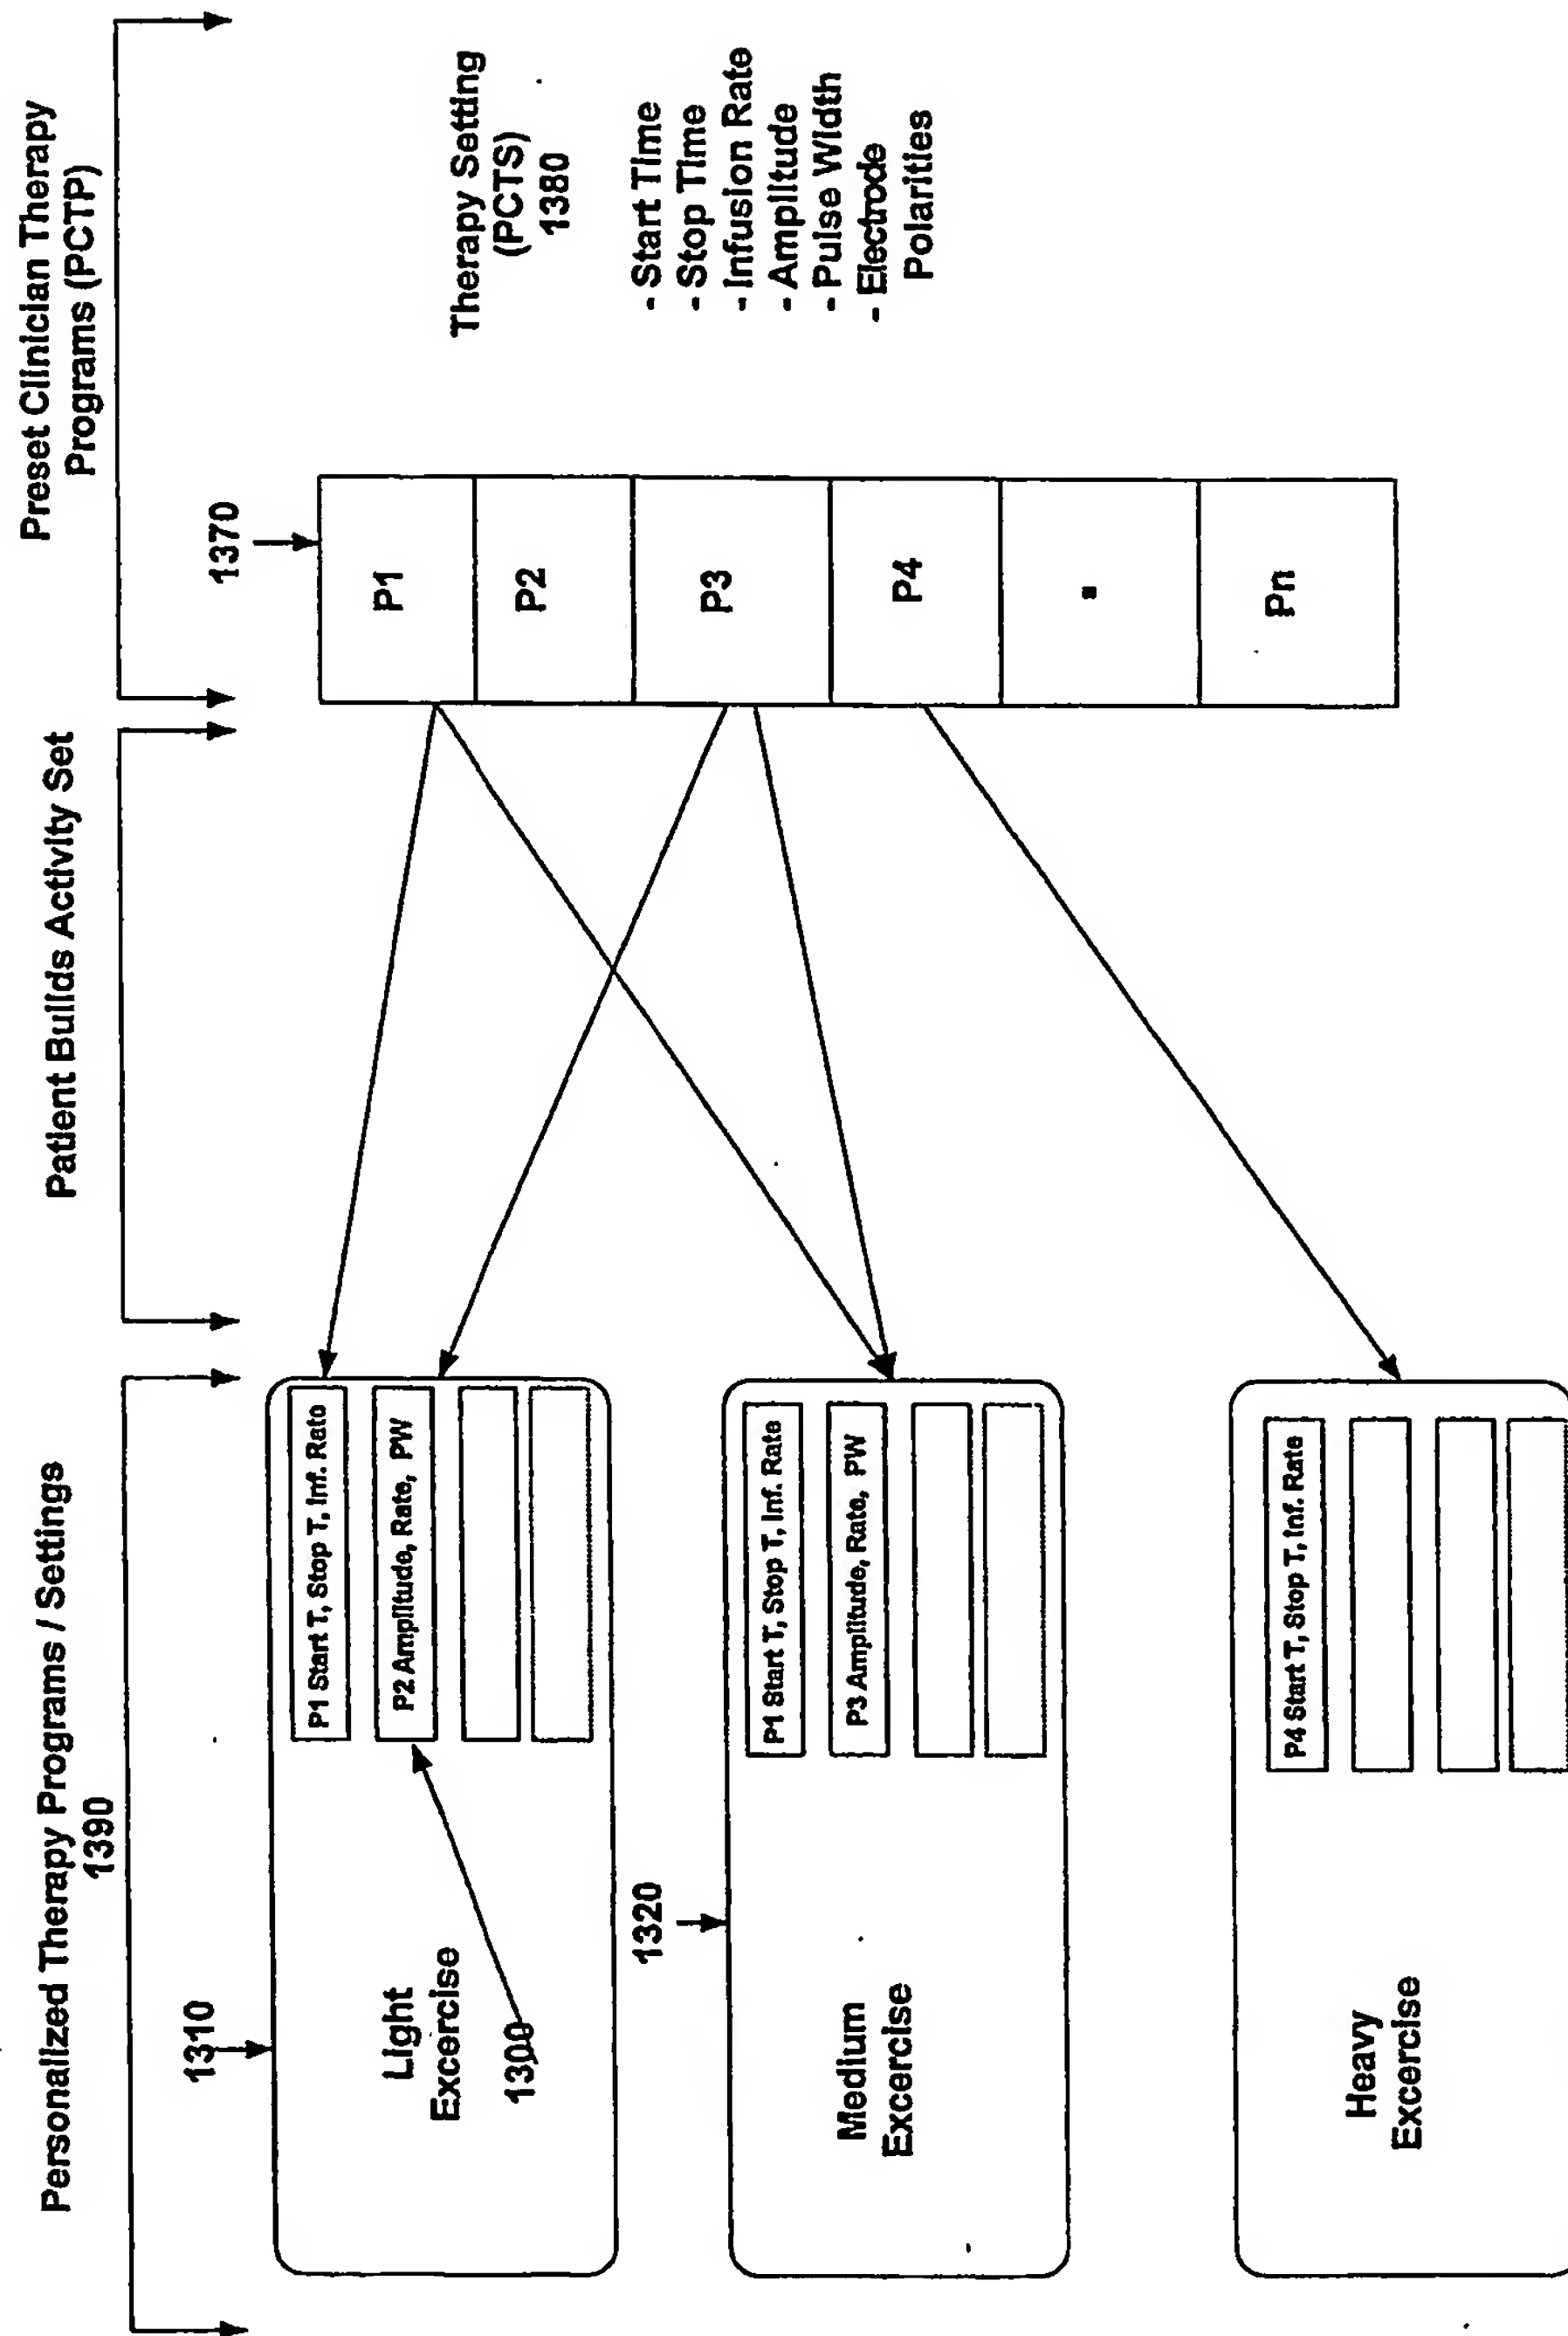 Personalized Therapy Programs / Settings
1390
Patient Builds Activity Set
Preset Clinician Therapy
Programs (PCTP)
1310
Light
Excercise
1300
P1 Start T, Stop T, Inf. Rate
P2 Amplitude, Rate, PW
1320
Medium
Excercise
P1 Start T, Stop T, Inf. Rate
P3 Amplitude, Rate, PW
Heavy
Excercise
P4 Start T, Stop T, Inf. Rate
1370
P1
P2
P3
P4
Pn
Therapy Setting
(PCTS)
1380
- Start Time
- Stop Time
- Infusion Rate
- Amplitude
- Pulse Width
- Electrode
Polarities